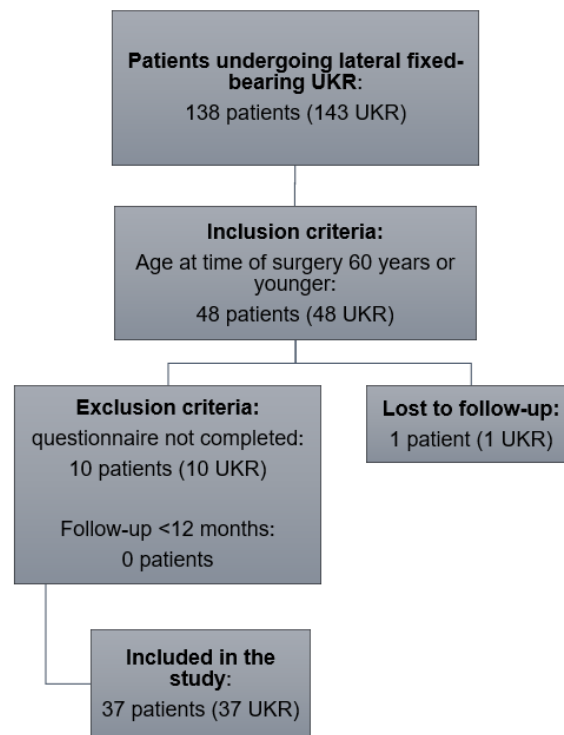 Patients undergoing lateral fixed-
bearing UKR:
138 patients (143 UKR)
Inclusion criteria:
Age at time of surgery 60 years or
younger:
48 patients (48 UKR)
Exclusion criteria:
questionnaire not completed:
10 patients (10 UKR)
Follow-up <12 months:
0 patients
Lost to follow-up:
1 patient (1 UKR)
Included in the
study:
37 patients (37 UKR)